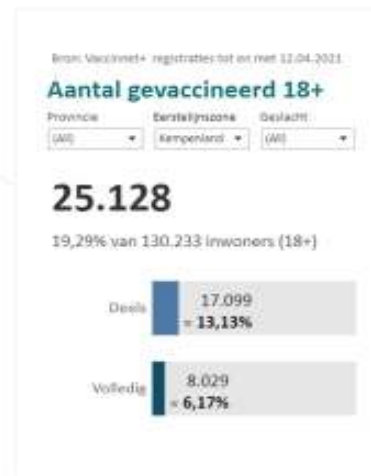 Bron: Vaccinnet+ registraties tot en met 12.04.2021
Aantal gevaccineerd 18+
Provincie Eerstelijnszone Geslacht
(All) Kempenland (All)
25.128
19,29% van 130.233 inwoners (18+)
Deels 17.099
= 13,13%
Volledig 8.029
= 6,17%